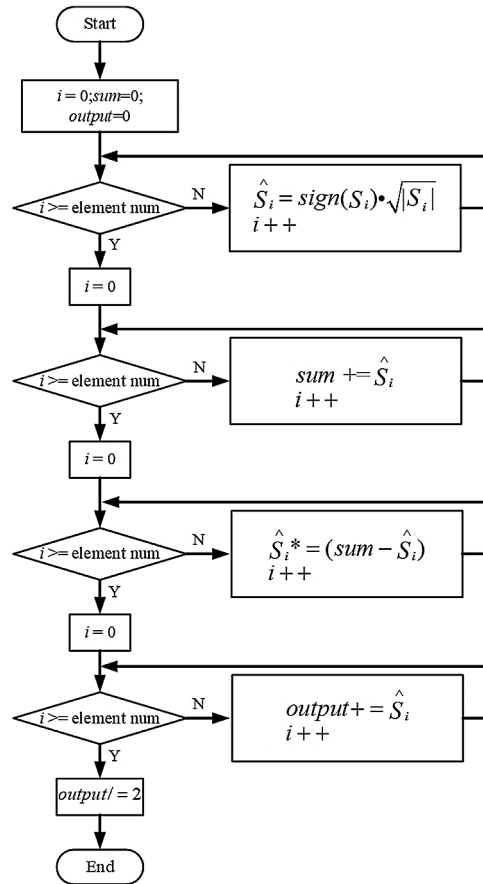 Start
i = 0;sum=0;
output=0
i >= element num
N
Ŝᵢ = sign(Sᵢ)•√|Sᵢ|
i + +
Y
i = 0
i >= element num
N
sum += Ŝᵢ
i + +
Y
i = 0
i >= element num
N
Ŝᵢ* = (sum − Ŝᵢ)
i + +
Y
i = 0
i >= element num
N
output+ = Ŝᵢ
i + +
Y
output/ = 2
End